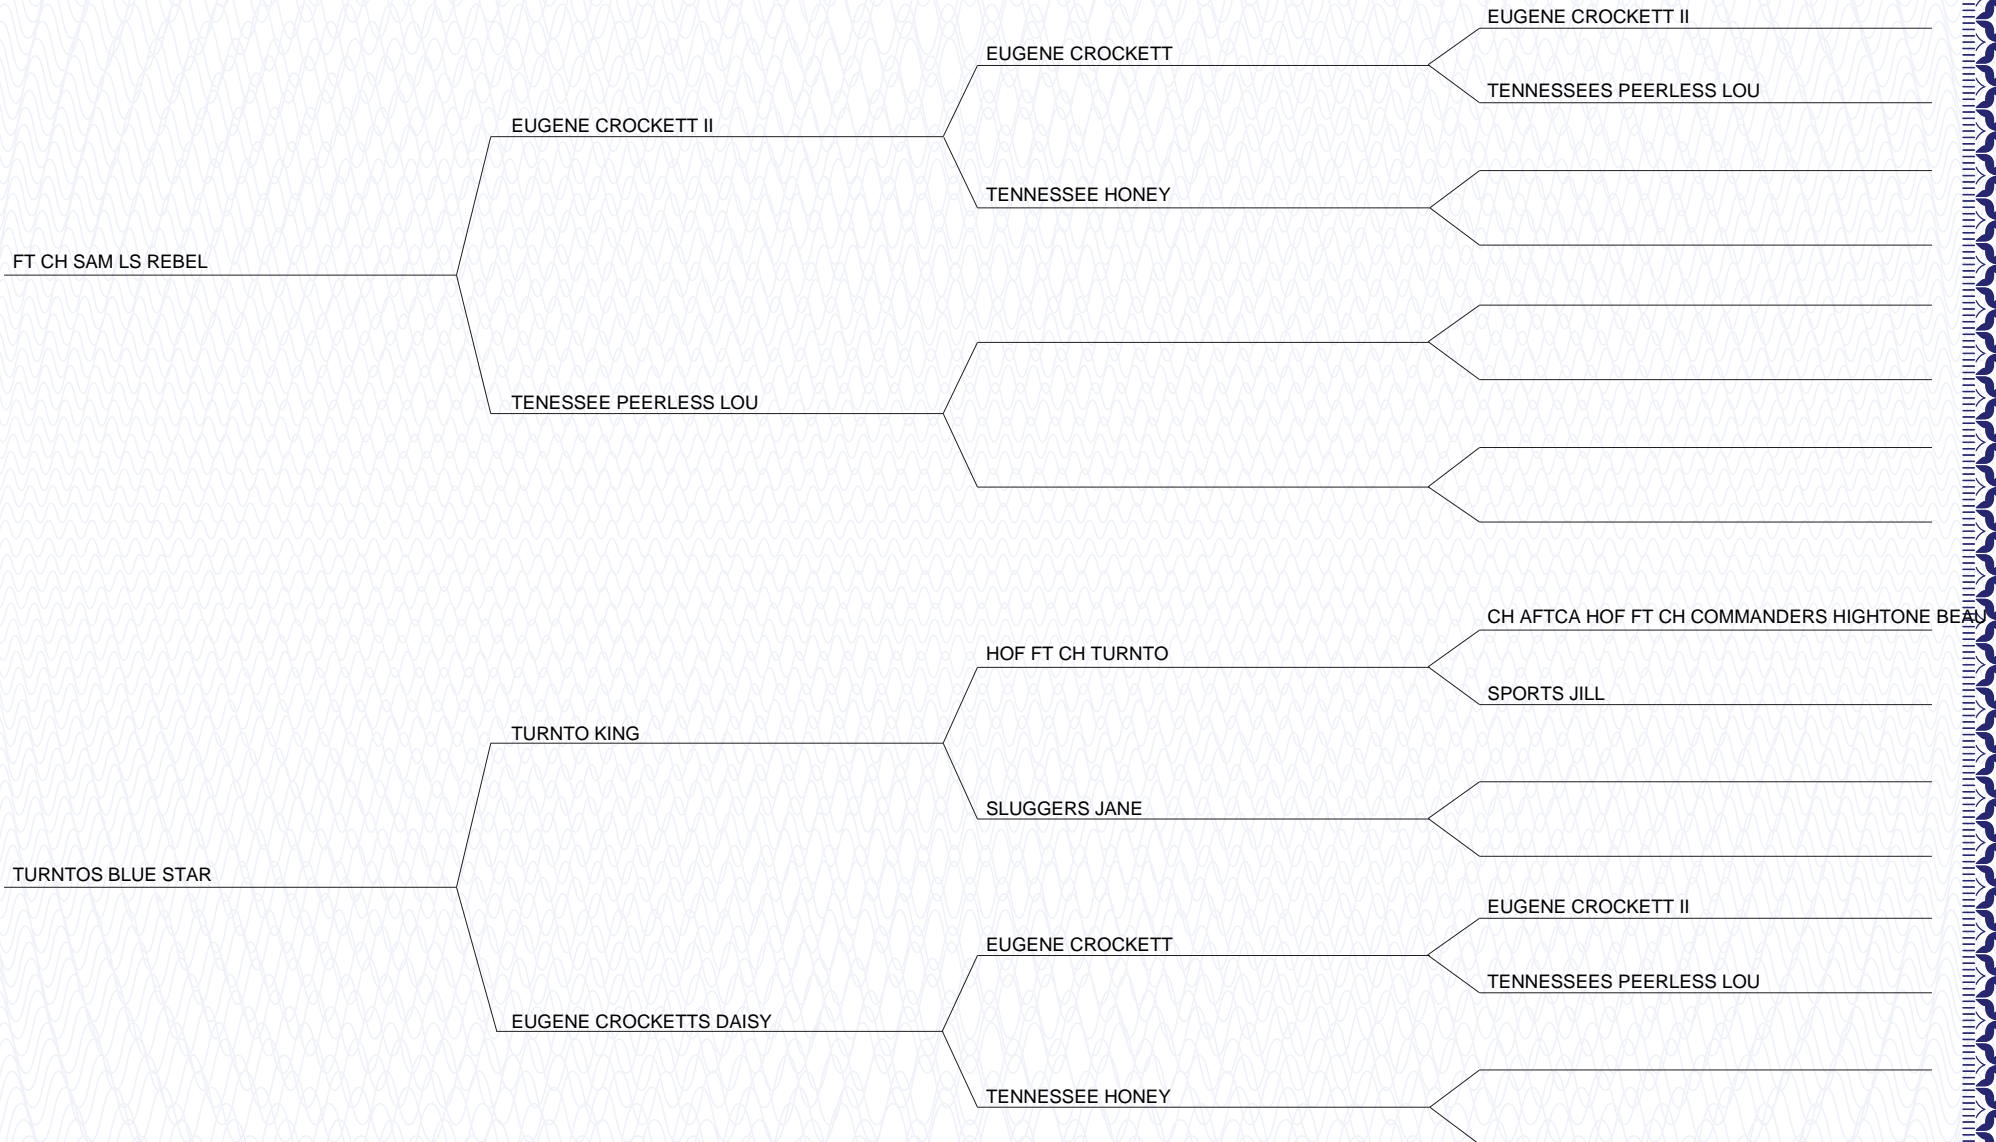 EUGENE CROCKETT II
EUGENE CROCKETT
TENNESSEES PEERLESS LOU
EUGENE CROCKETT II
TENNESSEE HONEY
FT CH SAM LS REBEL
TENESSEE PEERLESS LOU
CH AFTCA HOF FT CH COMMANDERS HIGHTONE BEAU
HOF FT CH TURNTO
SPORTS JILL
TURNTO KING
SLUGGERS JANE
TURNTOS BLUE STAR
EUGENE CROCKETT II
EUGENE CROCKETT
TENNESSEES PEERLESS LOU
EUGENE CROCKETTS DAISY
TENNESSEE HONEY